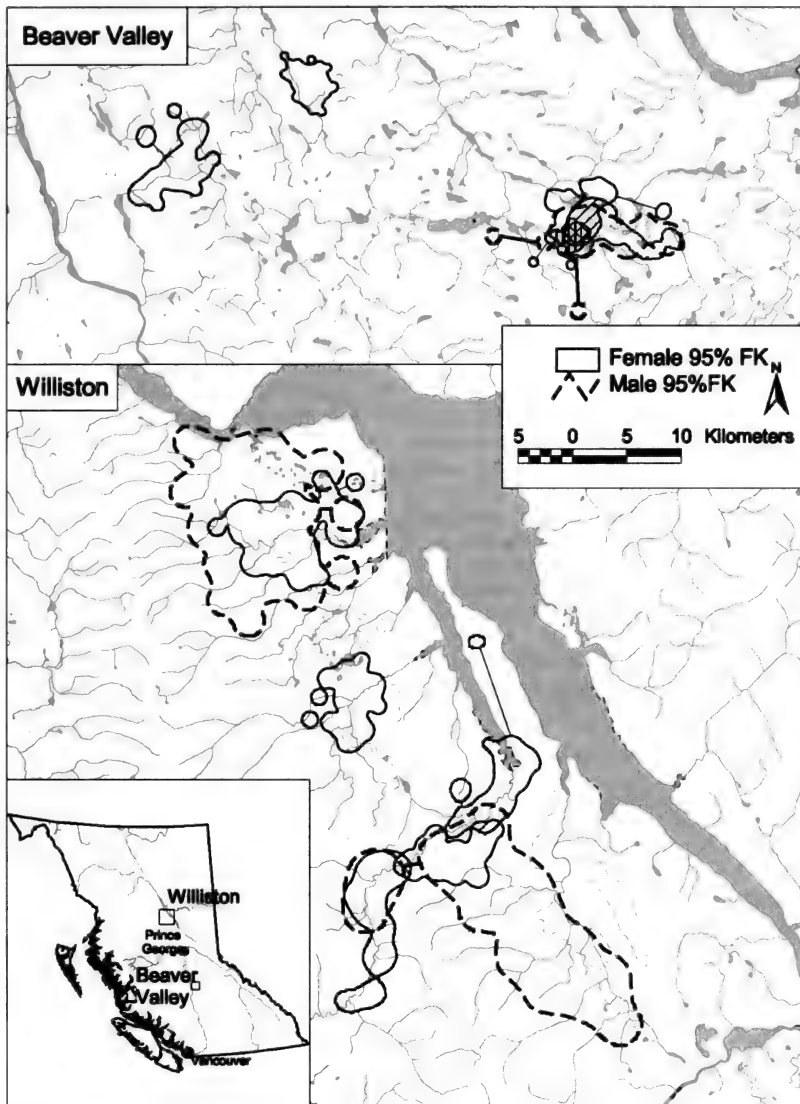 Beaver Valley
Female 95% FK
Male 95%FK
N
5 0 5 10 Kilometers
Williston
Williston
Prince
Georges
Beaver
Valley
Vancouver